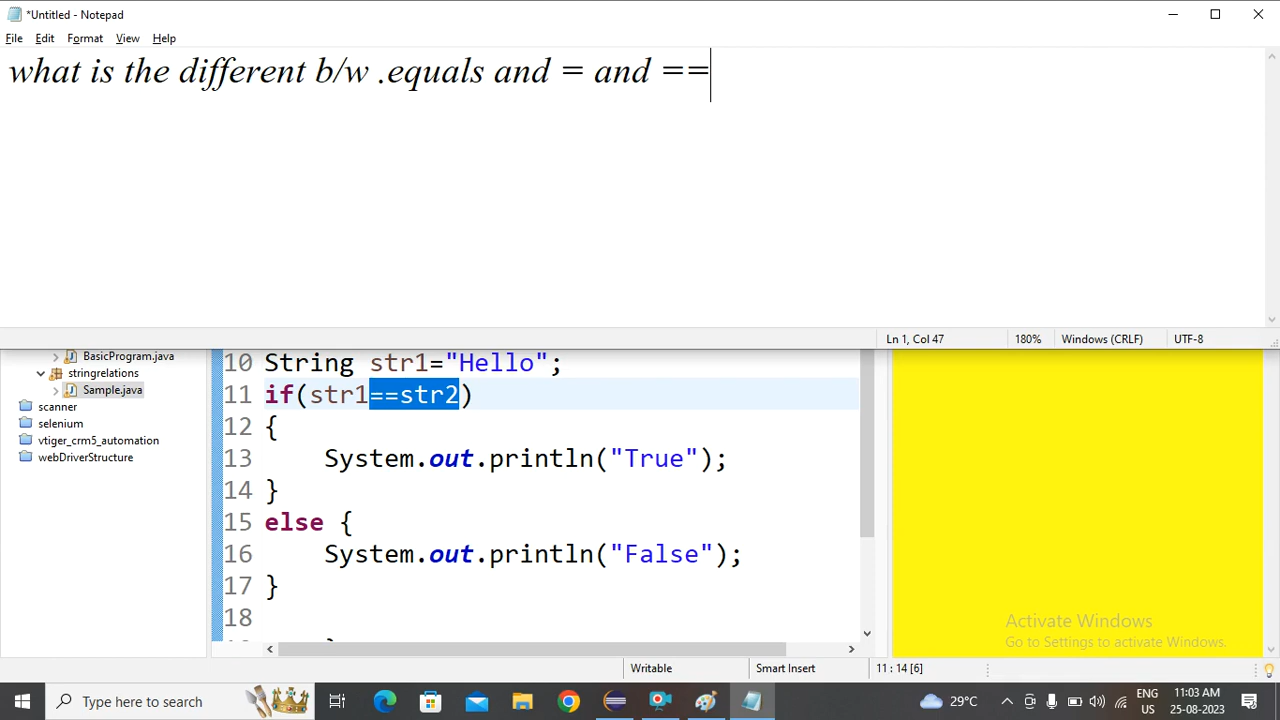 *Untitled - Notepad
File Edit Format View Help
what is the different b/w .equals and = and ==
Ln 1, Col 47 180% Windows (CRLF) UTF-8
BasicProgram.java
stringrelations
Sample.java
scanner
selenium
vtiger_crm5_automation
webDriverStructure
10 String str1="Hello";
11 if(str1==str2)
12 {
13 System.out.println("True");
14 }
15 else {
16 System.out.println("False");
17 }
18
Activate Windows
Go to Settings to activate Windows.
Writable Smart Insert 11 : 14 [6]
Type here to search
29°C
ENG
US
11:03 AM
25-08-2023